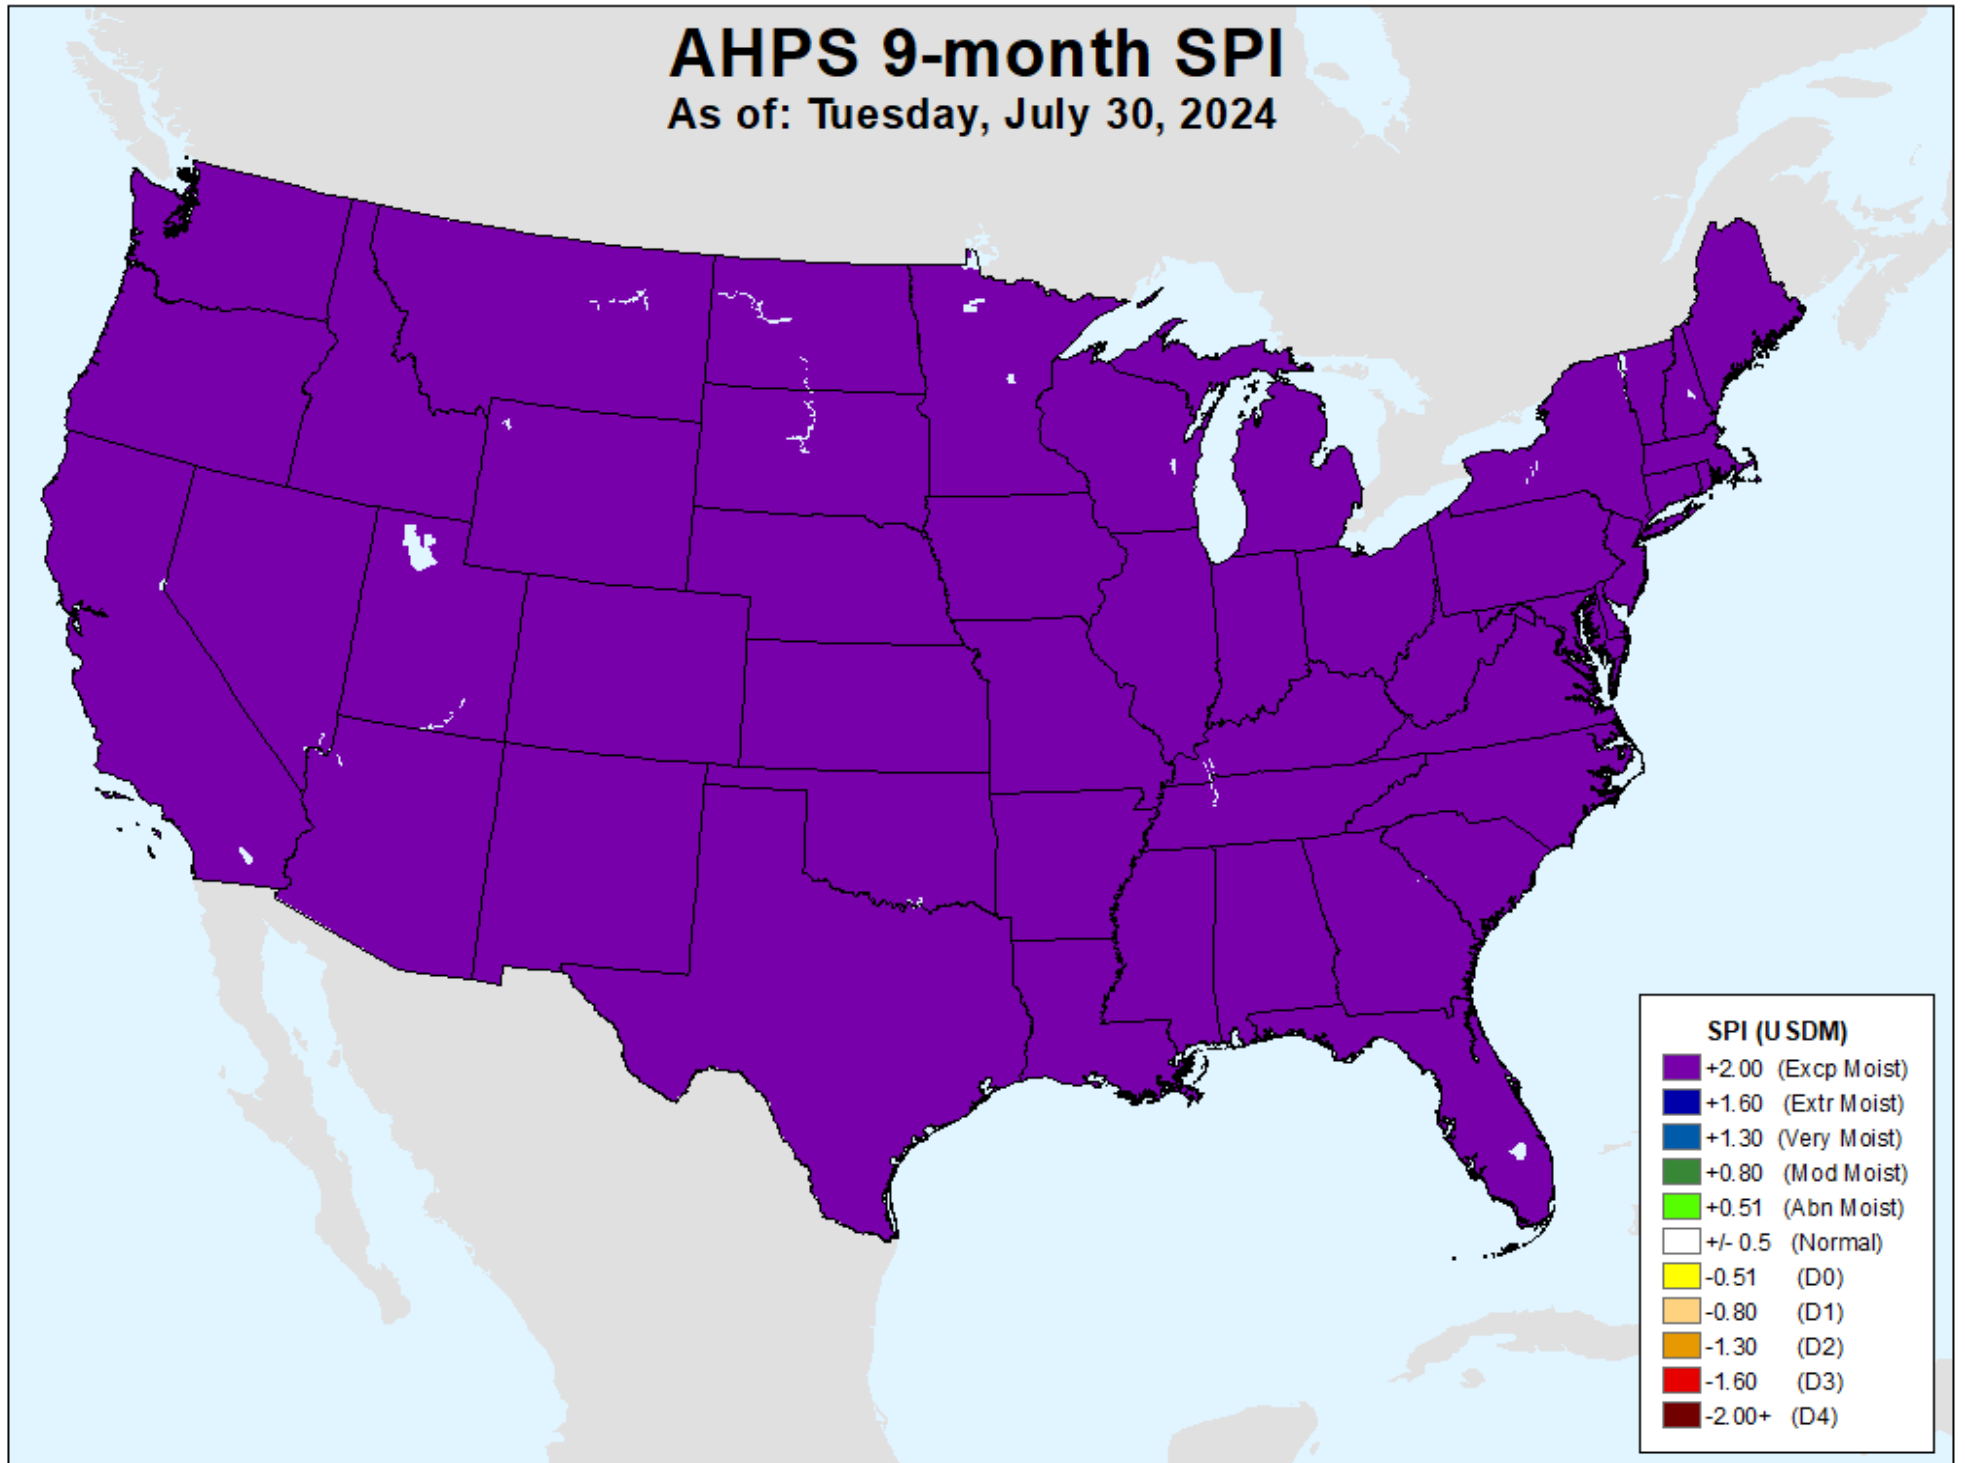 AHPS 9-month SPI
As of: Tuesday, July 30, 2024
SPI (USDM)
+2.00 (Excp Moist)
+1.60 (Extr Moist)
+1.30 (Very Moist)
+0.80 (Mod Moist)
+0.51 (Abn Moist)
+/- 0.5 (Normal)
-0.51 (D0)
-0.80 (D1)
-1.30 (D2)
-1.60 (D3)
-2.00+ (D4)